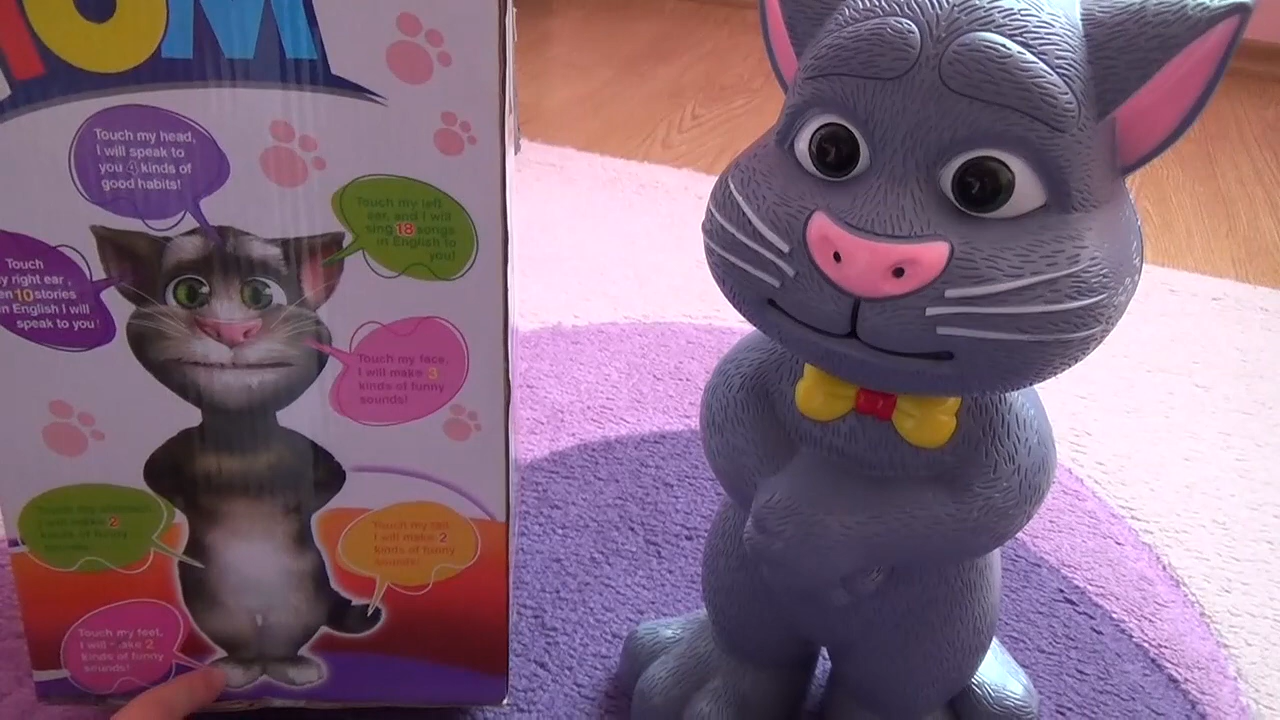 TOM
Touch my head,
I will speak to
you 4 kinds of
good habits!
Touch my left
ear, and I will
sing 18 songs
in English to
you!
Touch
y right ear ,
en 10 stories
in English I will
speak to you!
Touch my face,
I will make 3
kinds of funny
sounds!
I will make 2
kinds of funny
Touch my tail,
I will make 2
kinds of funny
sounds!
Touch my feet,
I will make 2
kinds of funny
sounds!